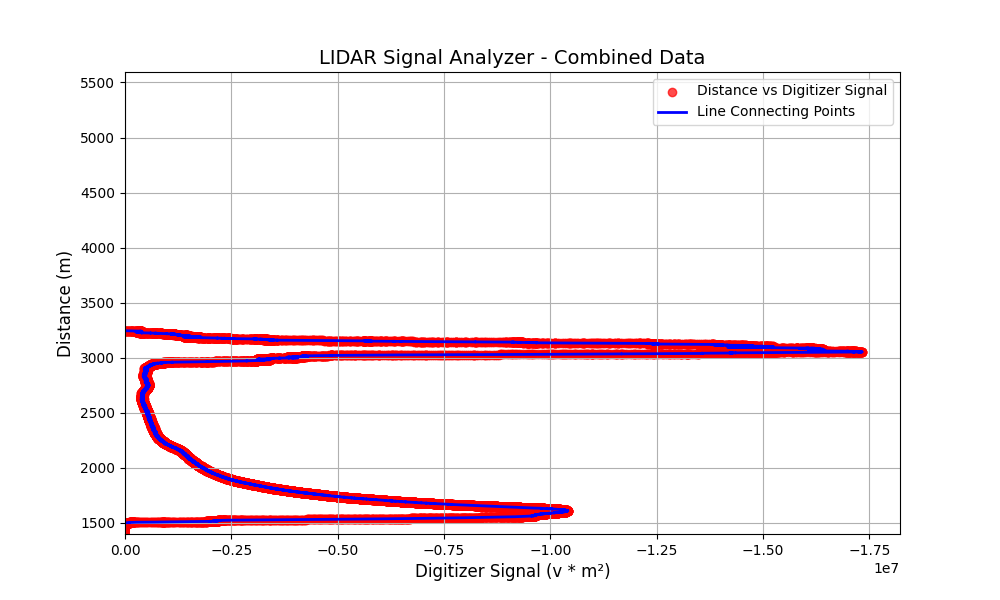 LIDAR Signal Analyzer - Combined Data
Distance vs Digitizer Signal
Line Connecting Points
5500
5000
4500
4000
3500
3000
2500
2000
1500
Distance (m)
0.00 −0.25 −0.50 −0.75 −1.00 −1.25 −1.50 −1.75
1e7
Digitizer Signal (v * m²)